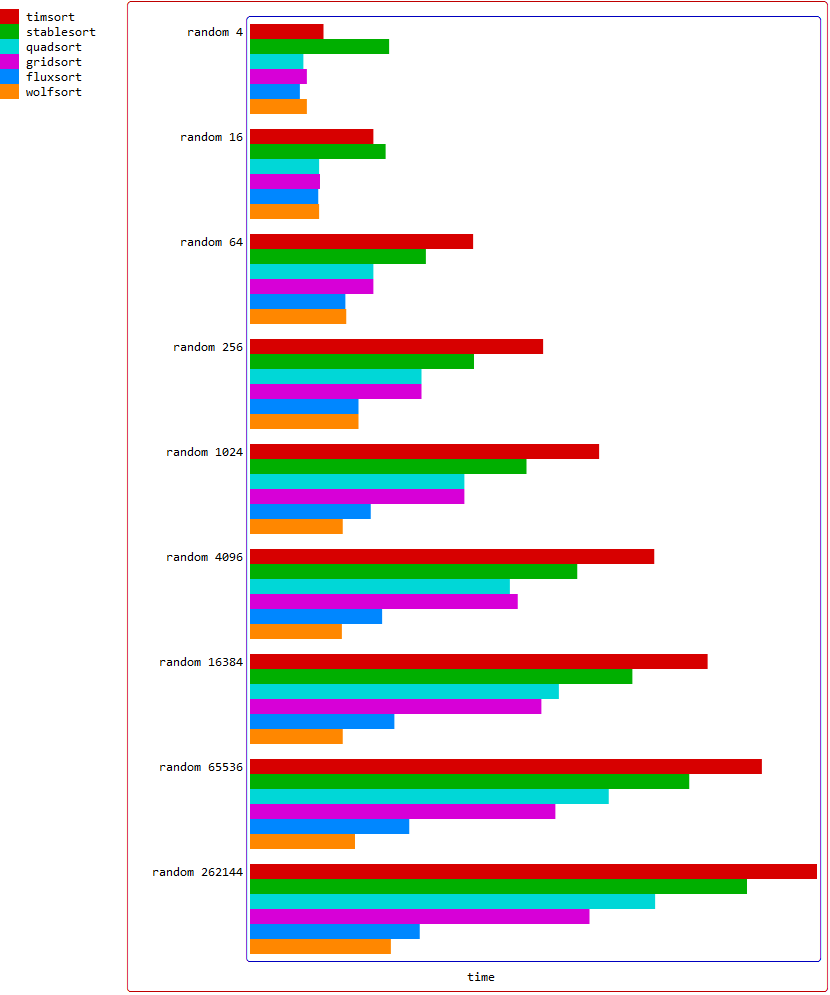 timsort
stablesort
quadsort
gridsort
fluxsort
wolfsort
random 4
random 16
random 64
random 256
random 1024
random 4096
random 16384
random 65536
random 262144
time